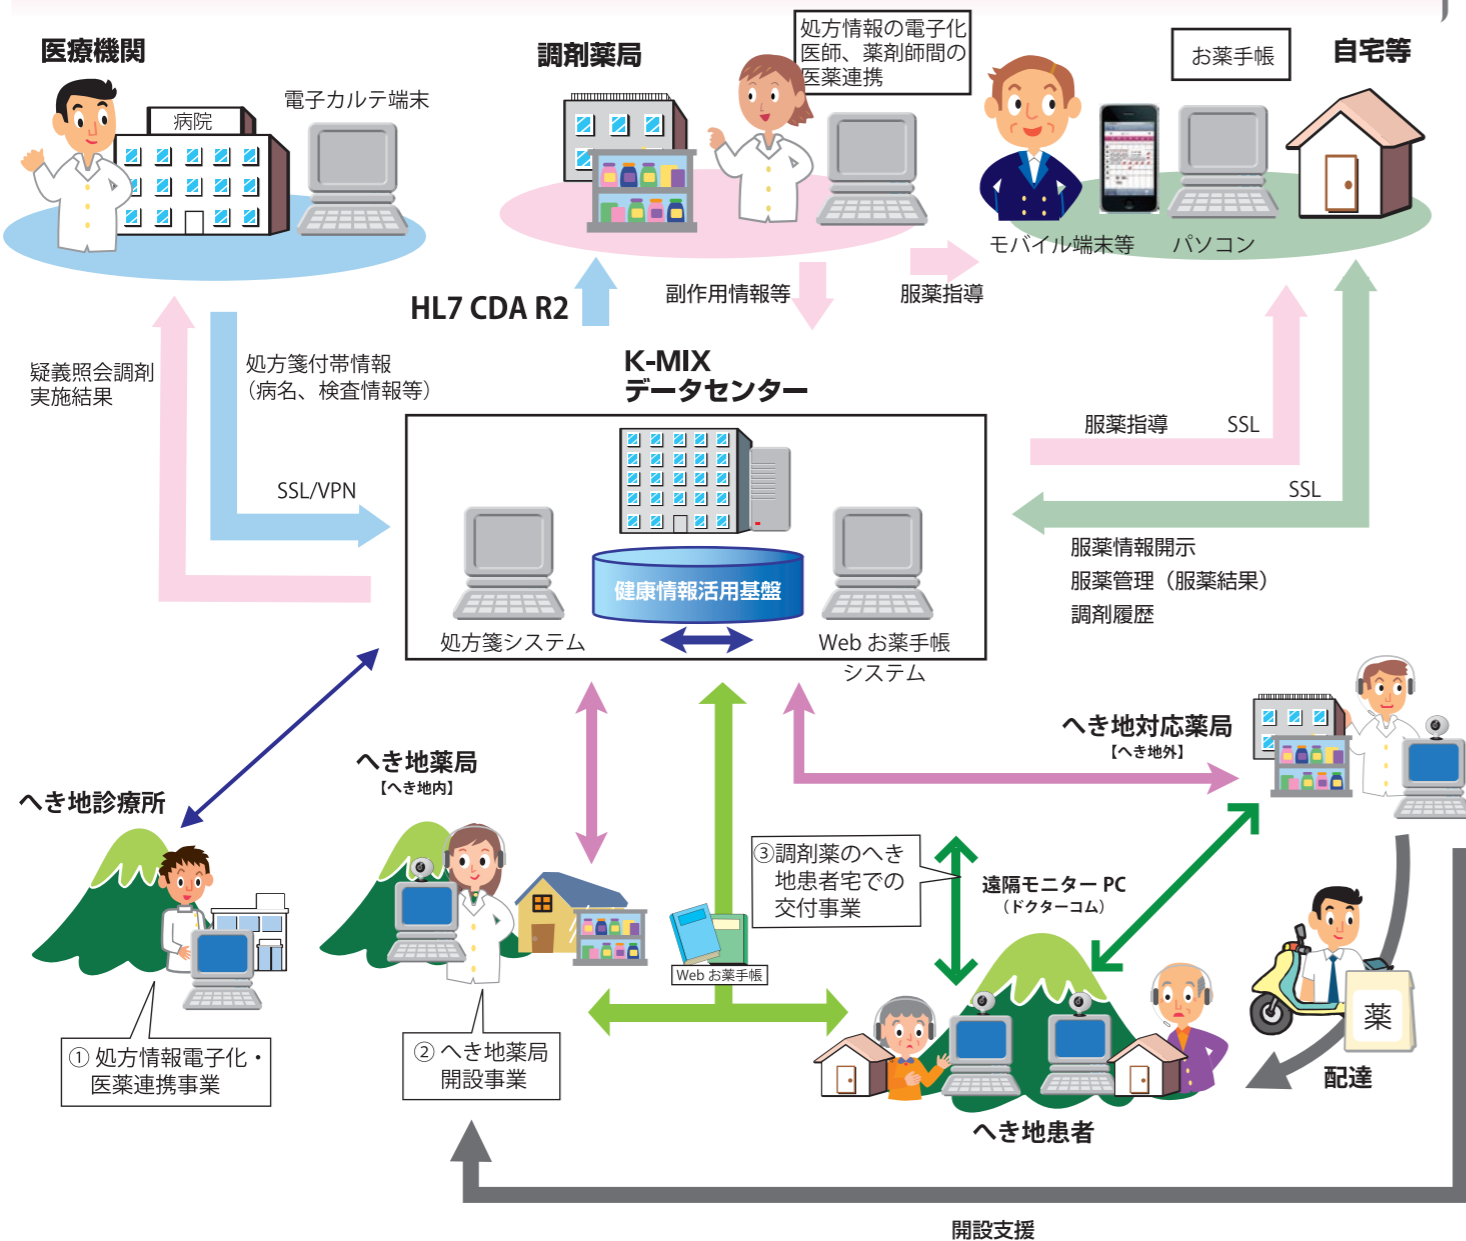 医療機関
病院
電子カルテ端末
調剤薬局
処方情報の電子化
医師、薬剤師間の
医薬連携
お薬手帳
自宅等
モバイル端末等
パソコン
HL7 CDA R2
副作用情報等
服薬指導
疑義照会調剤
実施結果
処方箋付帯情報
（病名、検査情報等）
SSL/VPN
K-MIX
データセンター
服薬指導
SSL
SSL
服薬情報開示
服薬管理（服薬結果）
調剤履歴
健康情報活用基盤
処方箋システム
Web お薬手帳
システム
へき地診療所
へき地薬局
【へき地内】
へき地対応薬局
【へき地外】
③調剤薬のへき
地患者宅での
交付事業
遠隔モニター PC
（ドクターコム）
Web お薬手帳
① 処方情報電子化・
医薬連携事業
② へき地薬局
開設事業
薬
配達
へき地患者
開設支援